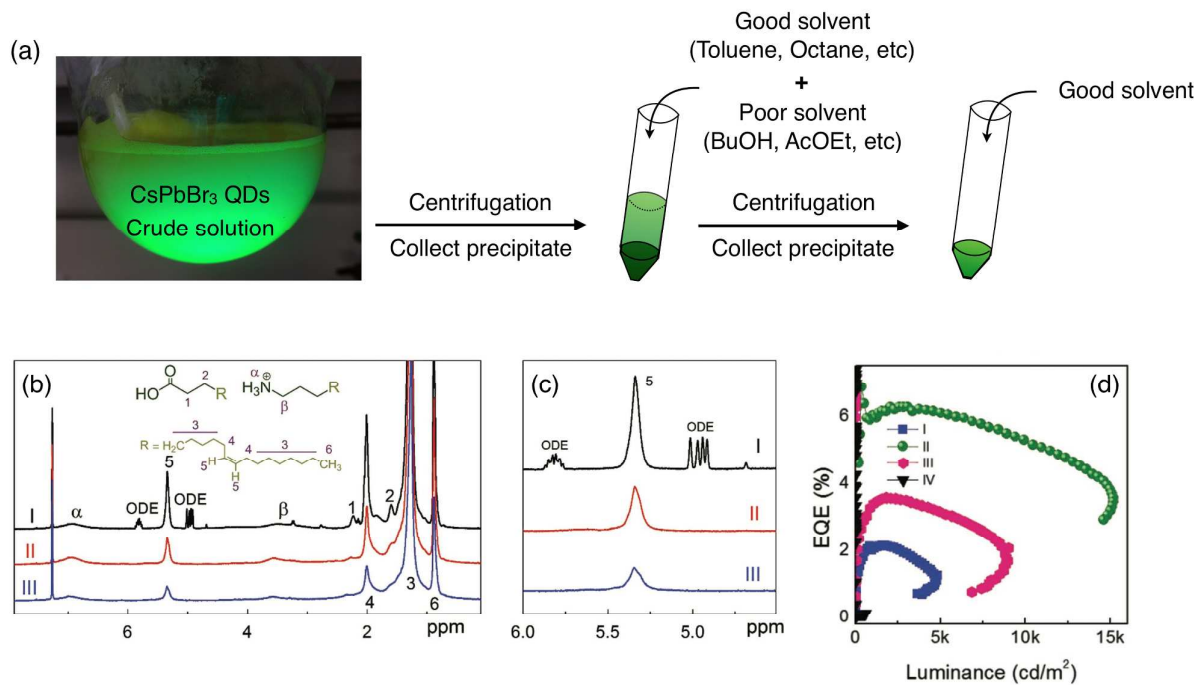 (a)
CsPbBr₃ QDs
Crude solution
Centrifugation
Collect precipitate
Good solvent
(Toluene, Octane, etc)
+
Poor solvent
(BuOH, AcOEt, etc)
Centrifugation
Collect precipitate
Good solvent
(b)
O
HO
2
1
R
α
H₃N
⊕
β
R
3
R = H₂C
4
5
H
H
5
4
3
6
CH₃
I
α
ODE
5
ODE
β
1
2
II
III
4
3
6
6
4
2
ppm
(c)
ODE
5
ODE
I
II
III
6.0
5.5
5.0
ppm
(d)
EQE (%)
6
4
2
0
I
II
III
IV
0
5k
10k
15k
Luminance (cd/m²)